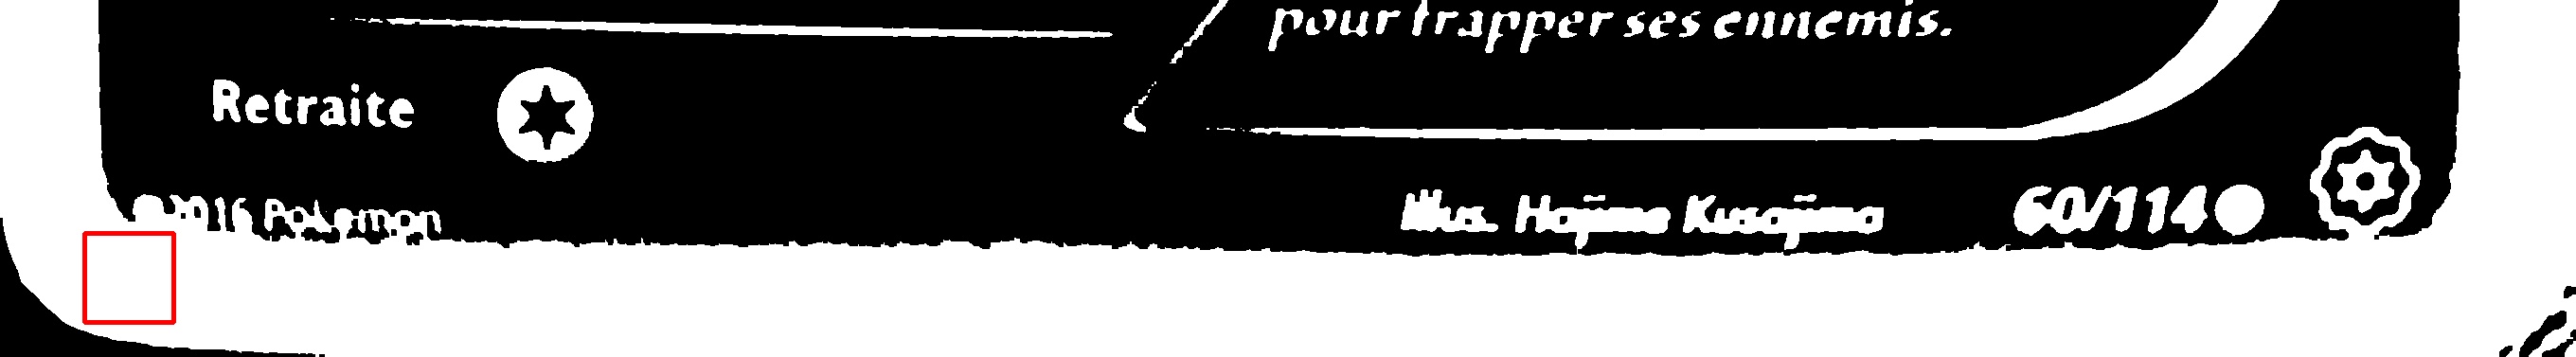 pour frapper ses ennemis.
Retraite
©2016 Pokémon
Illus. Hajime Kusajima
60/114